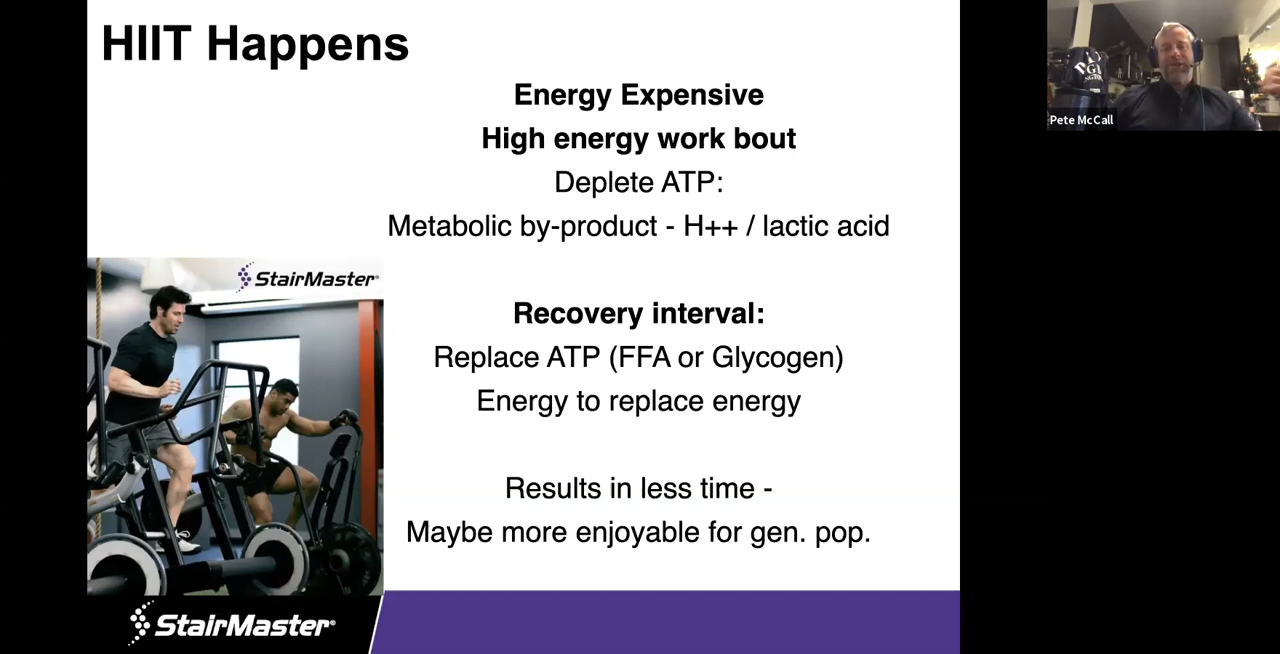 HIIT Happens
Energy Expensive
High energy work bout
Deplete ATP:
Metabolic by-product - H++ / lactic acid
Recovery interval:
Replace ATP (FFA or Glycogen)
Energy to replace energy
Results in less time -
Maybe more enjoyable for gen. pop.
StairMaster®
StairMaster®
Pete McCall